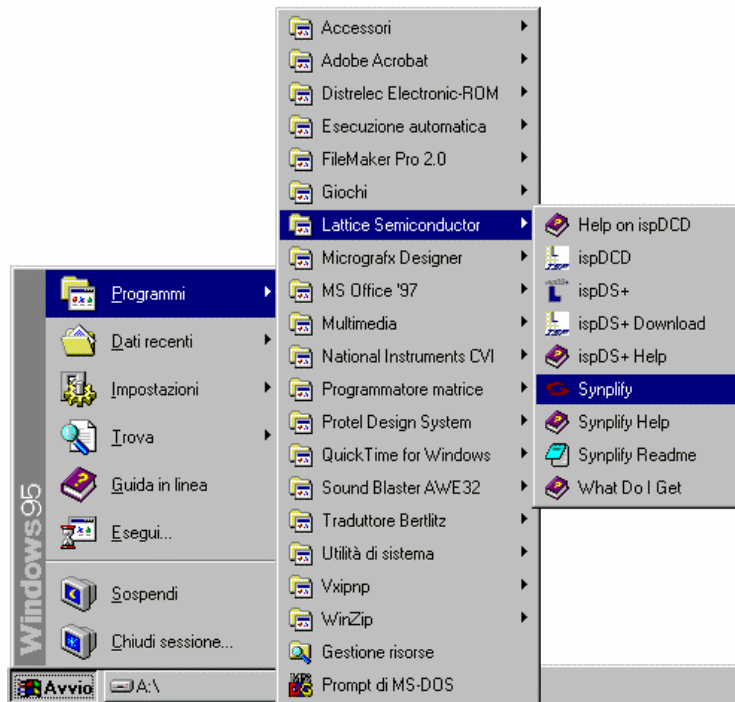 Accessori
Adobe Acrobat
Distrelec Electronic-ROM
Esecuzione automatica
FileMaker Pro 2.0
Giochi
Lattice Semiconductor
Micrografx Designer
MS Office '97
Multimedia
National Instruments CVI
Programmatore matrice
Protel Design System
QuickTime for Windows
Sound Blaster AWE32
Traduttore Bertlitz
Utilità di sistema
Vxipnp
WinZip
Gestione risorse
Prompt di MS-DOS
Help on ispDCD
ispDCD
ispDS+
ispDS+ Download
ispDS+ Help
Synplify
Synplify Help
Synplify Readme
What Do I Get
Programmi
Dati recenti
Impostazioni
Trova
Guida in linea
Esegui...
Sospendi
Chiudi sessione...
Windows95
Avvio
A:\